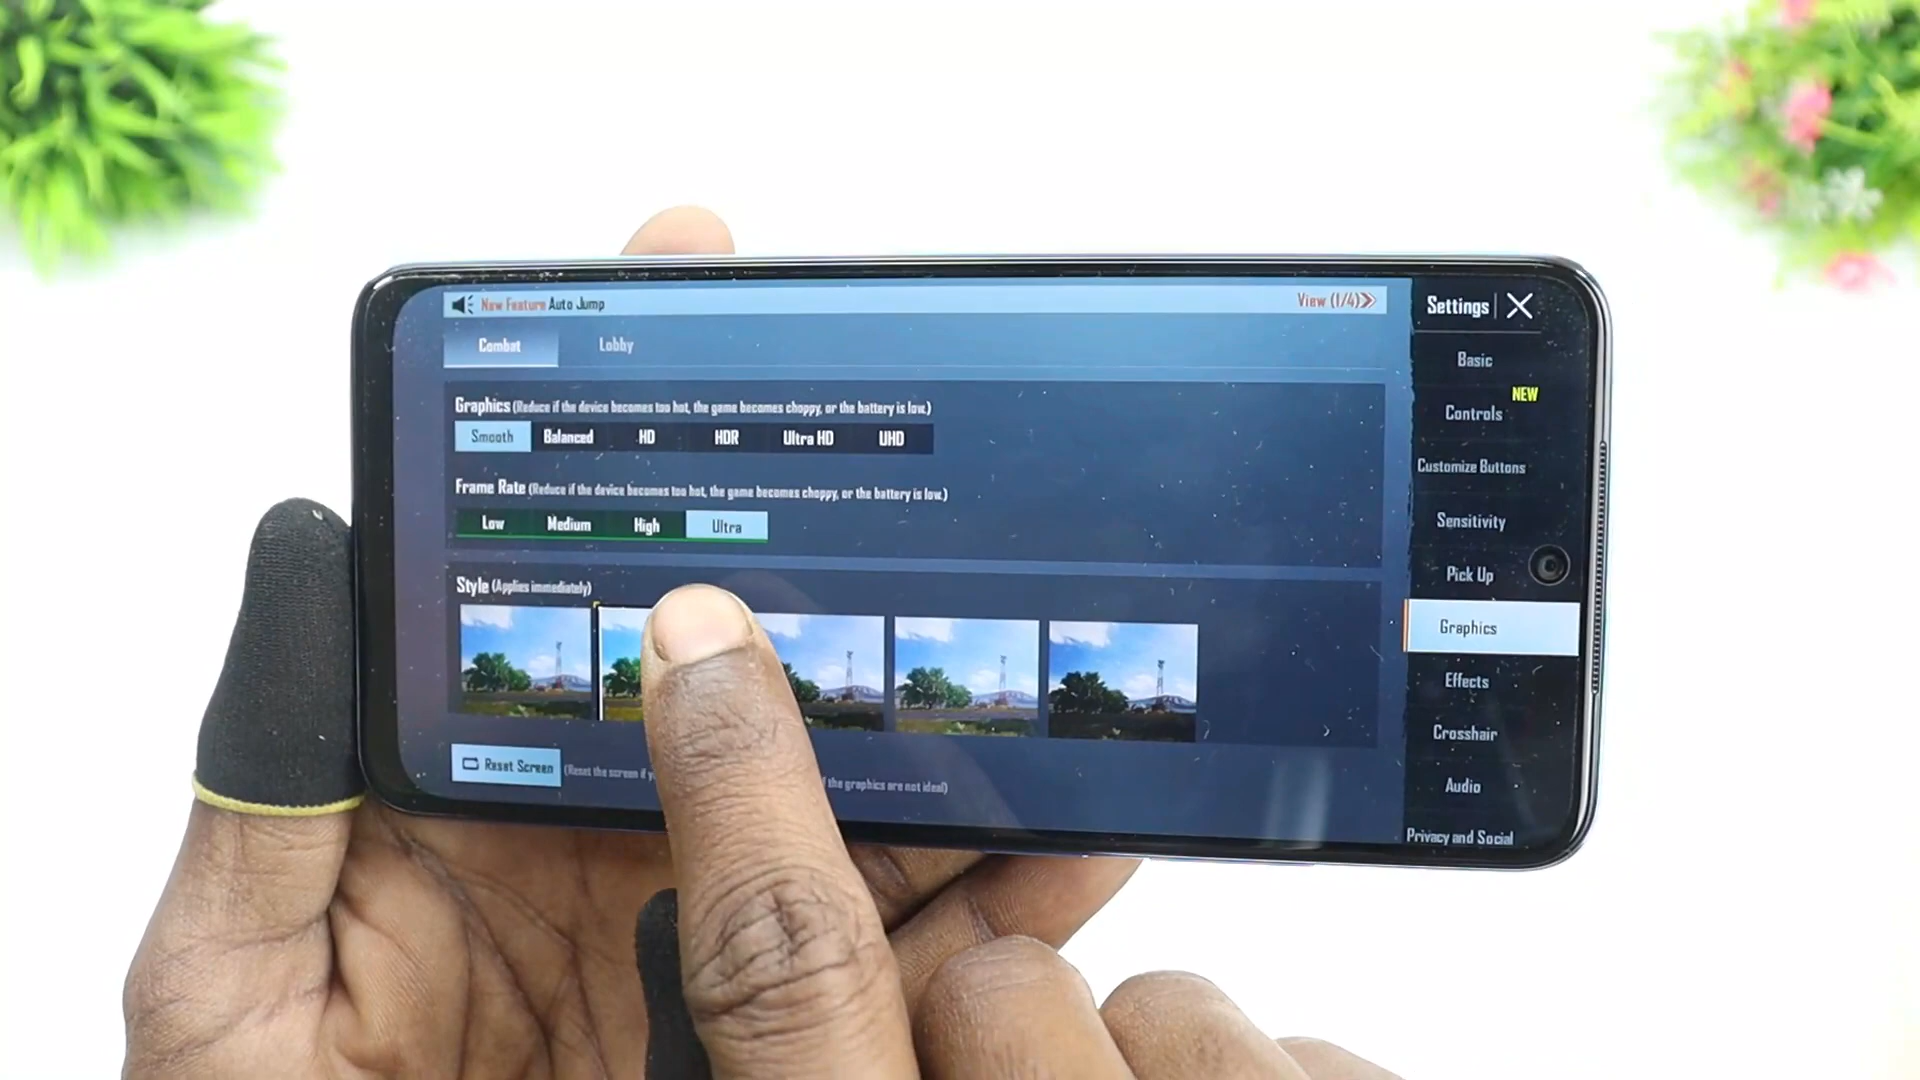 New Feature Auto Jump
View (1/4)
Settings
Combat
Lobby
Graphics (Reduce if the device becomes too hot, the game becomes choppy, or the battery is low.)
Smooth Balanced HD HDR Ultra HD UHD
Frame Rate (Reduce if the device becomes too hot, the game becomes choppy, or the battery is low.)
Low Medium High Ultra
Style (Applies immediately)
Reset Screen (Reset the screen if
the graphics are not ideal)
Basic
NEW
Controls
Customize Buttons
Sensitivity
Pick Up
Graphics
Effects
Crosshair
Audio
Privacy and Social